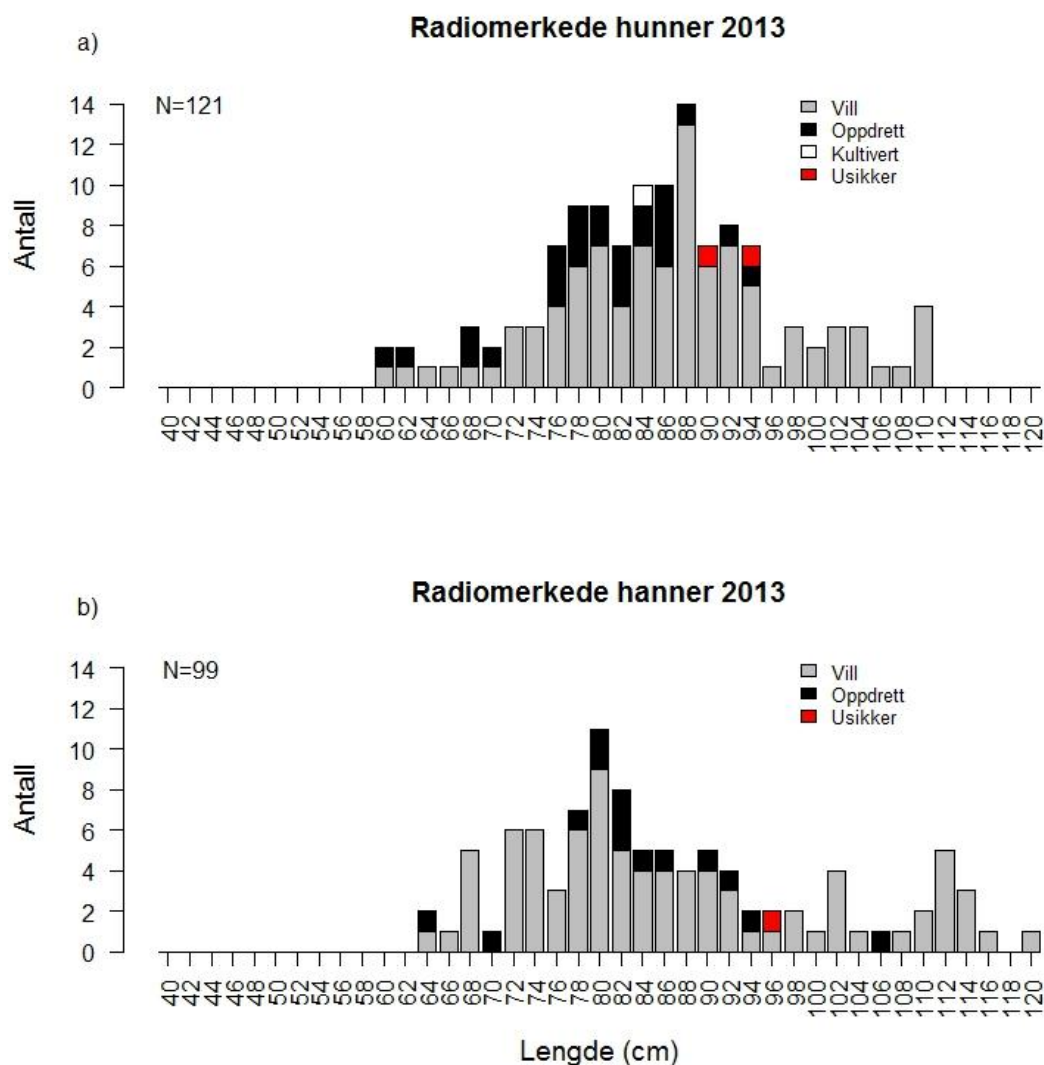 a)
Radiomerkede hunner 2013
N=121
Vill
Oppdrett
Kultivert
Usikker
Antall
14
12
10
8
6
4
2
0
40 42 44 46 48 50 52 54 56 58 60 62 64 66 68 70 72 74 76 78 80 82 84 86 88 90 92 94 96 98 100 102 104 106 108 110 112 114 116 118 120
b)
Radiomerkede hanner 2013
N=99
Vill
Oppdrett
Usikker
Antall
14
12
10
8
6
4
2
0
40 42 44 46 48 50 52 54 56 58 60 62 64 66 68 70 72 74 76 78 80 82 84 86 88 90 92 94 96 98 100 102 104 106 108 110 112 114 116 118 120
Lengde (cm)